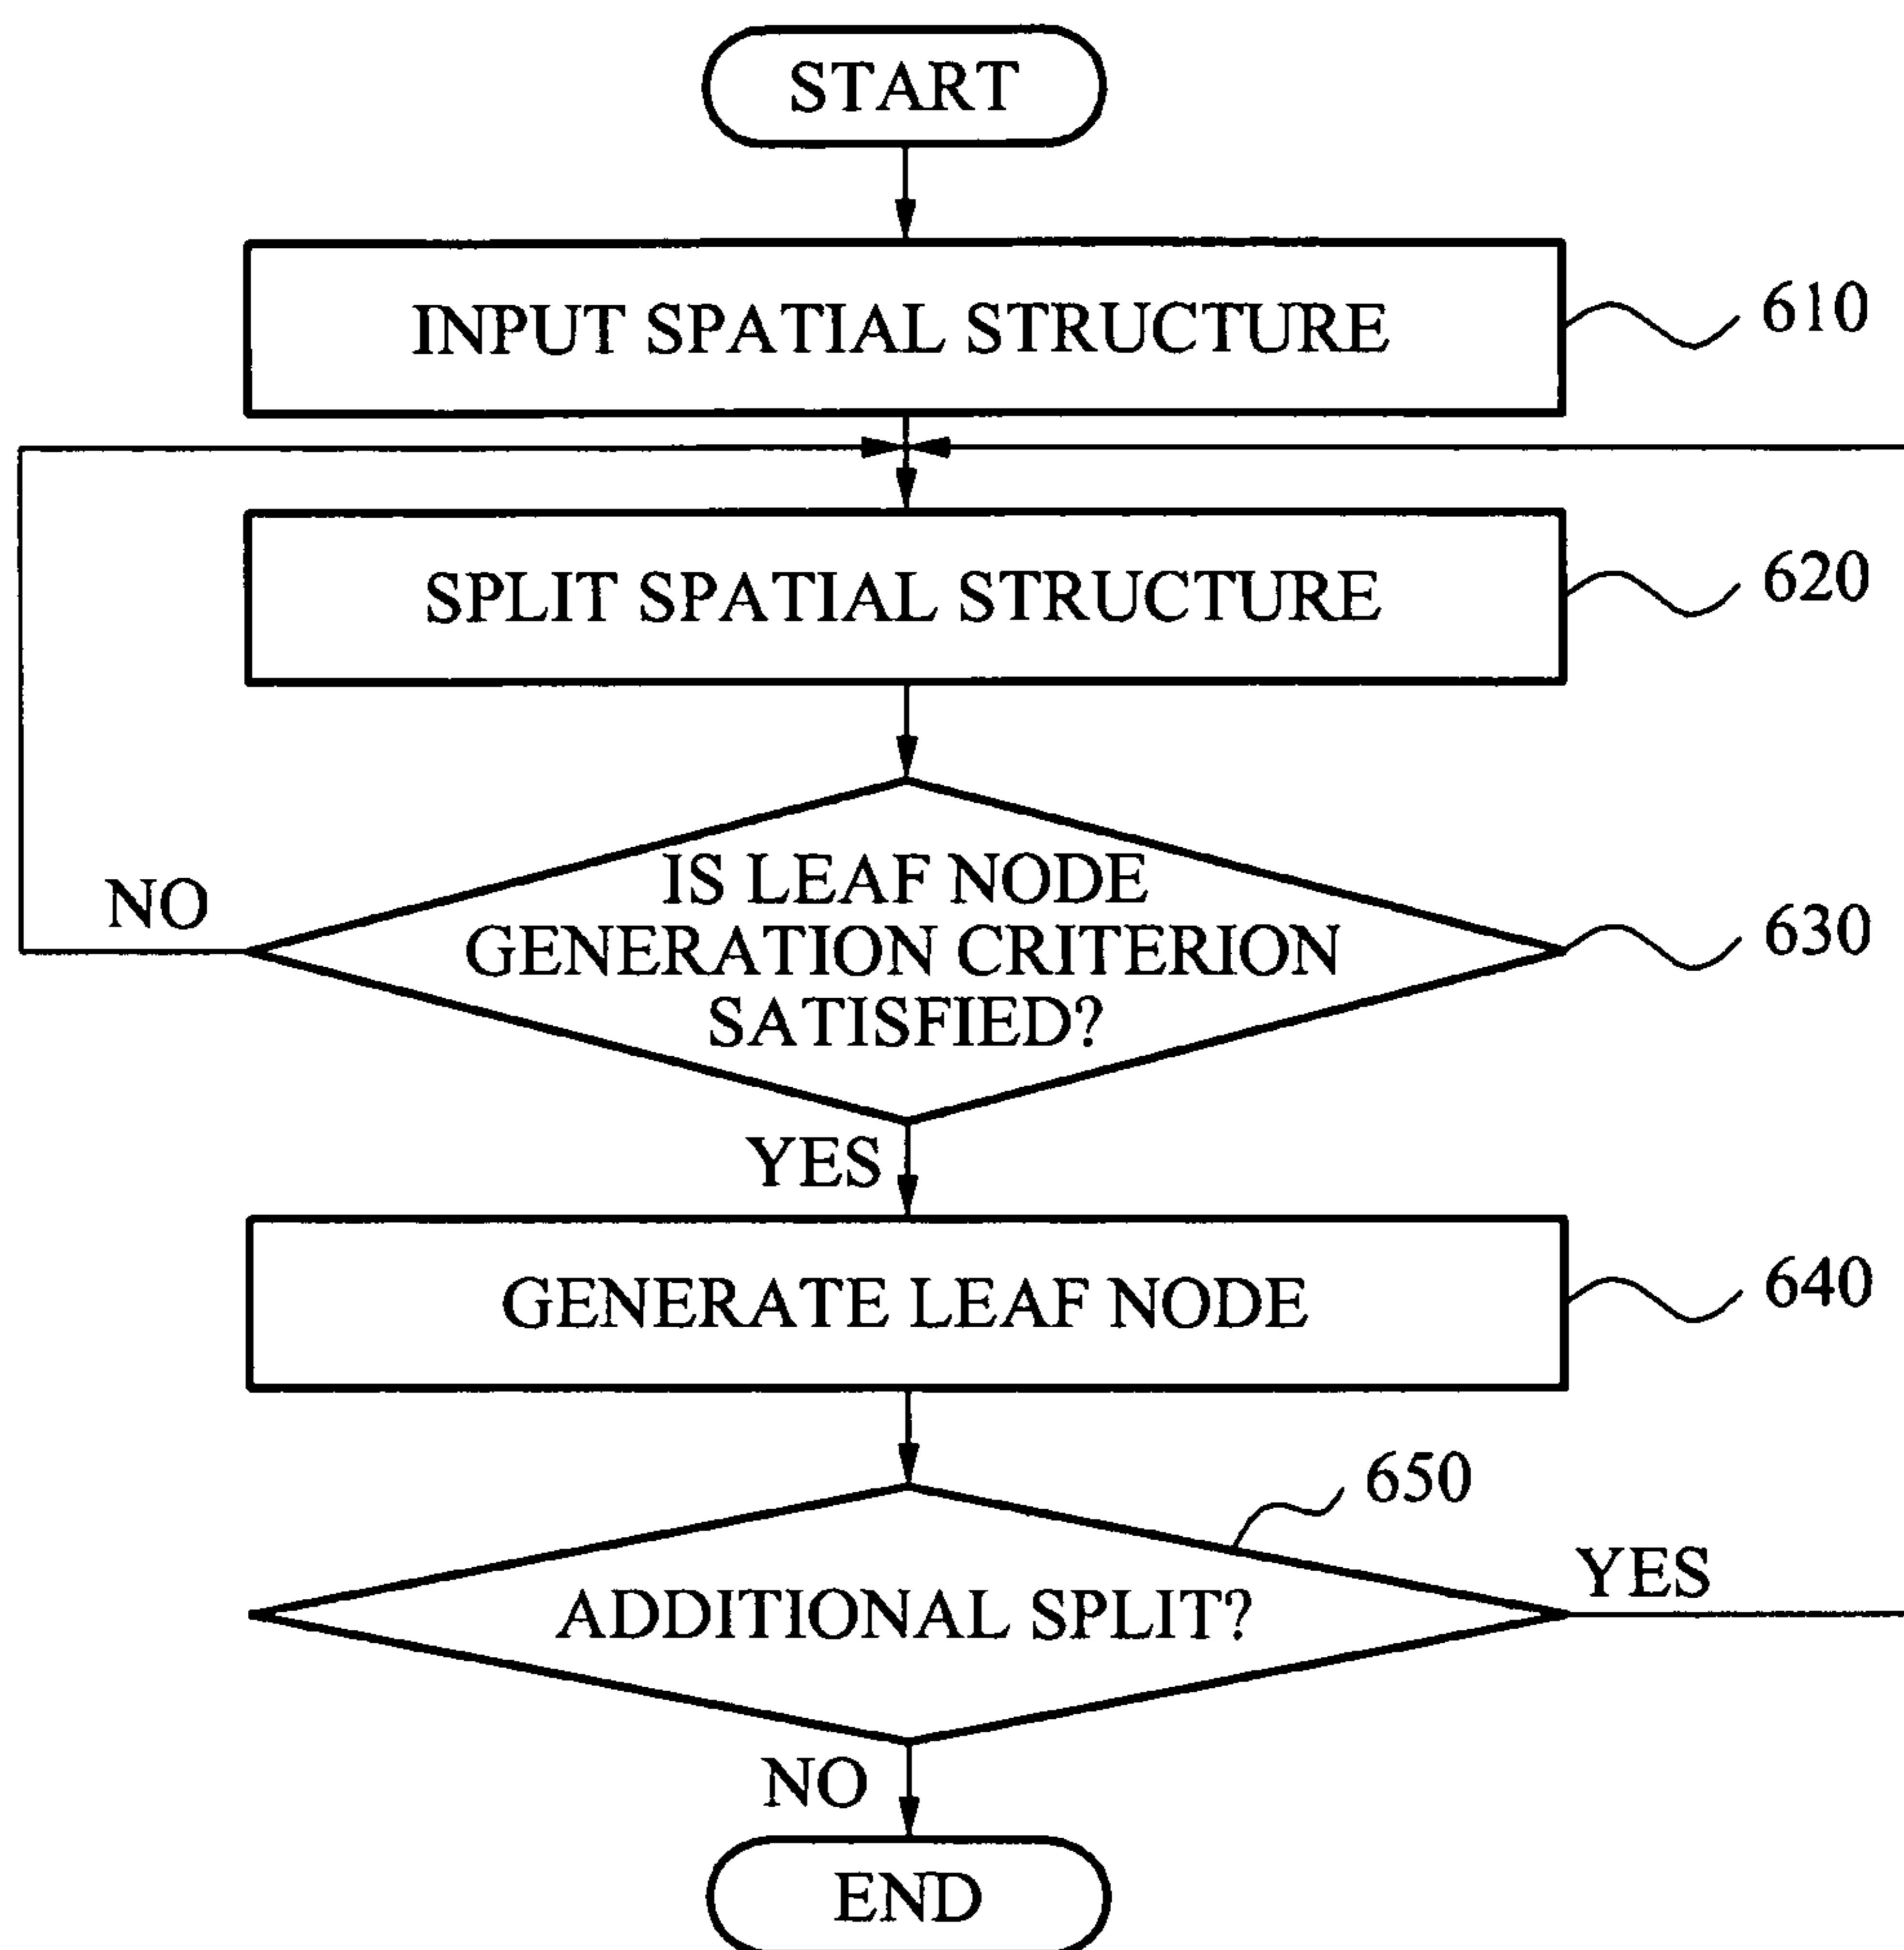 START
INPUT SPATIAL STRUCTURE
610
SPLIT SPATIAL STRUCTURE
620
IS LEAF NODE
GENERATION CRITERION
SATISFIED?
630
NO
YES
GENERATE LEAF NODE
640
650
ADDITIONAL SPLIT?
YES
NO
END